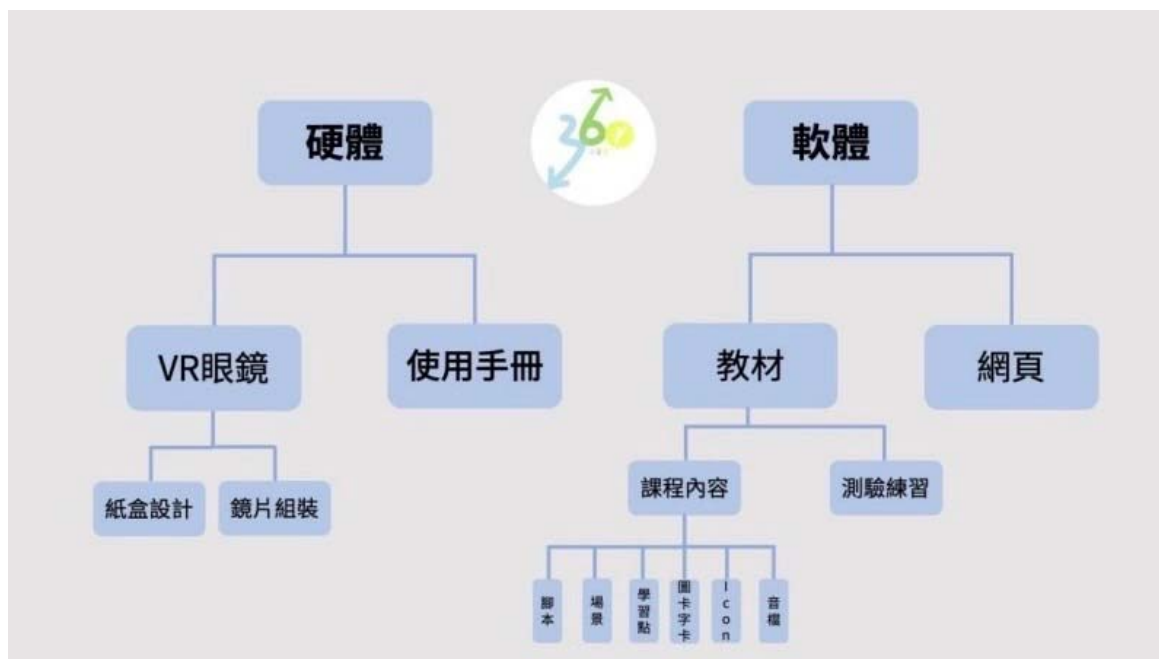 硬體
360
軟體
VR眼鏡
使用手冊
教材
網頁
紙盒設計
鏡片組裝
課程內容
測驗練習
腳本
場景
學習點
圖卡字卡
Icon
音檔